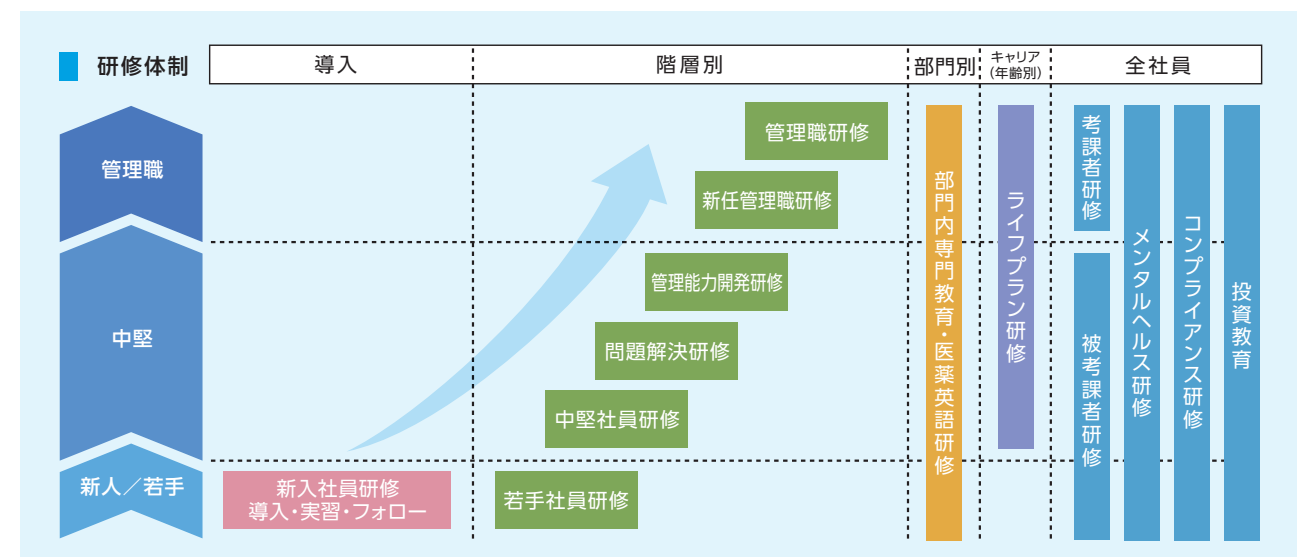 研修体制
導入
階層別
部門別
キャリア
(年齢別)
全社員
管理職
中堅
新人／若手
新入社員研修
導入・実習・フォロー
管理職研修
新任管理職研修
管理能力開発研修
問題解決研修
中堅社員研修
若手社員研修
部門内専門教育・医薬英語研修
ライフプラン研修
考課者研修
被考課者研修
メンタルヘルス研修
コンプライアンス研修
投資教育